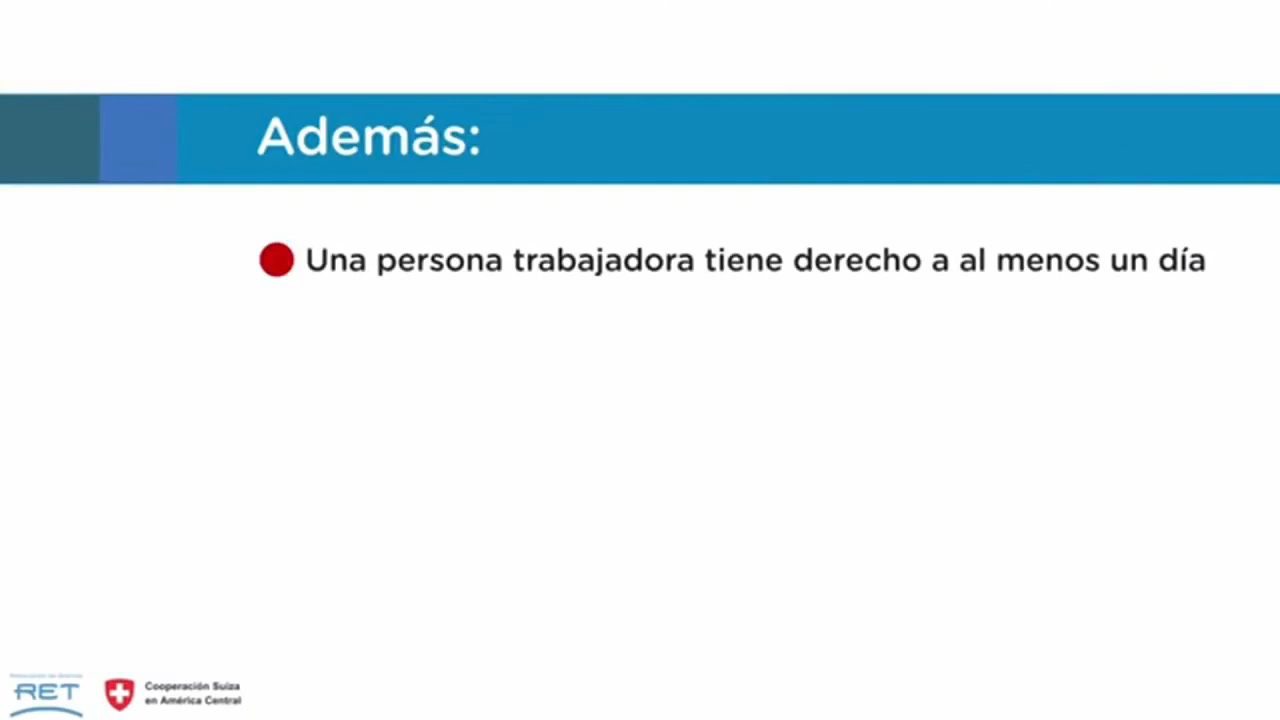 Además:
Una persona trabajadora tiene derecho a al menos un día
RET
Cooperación Suiza
en América Central